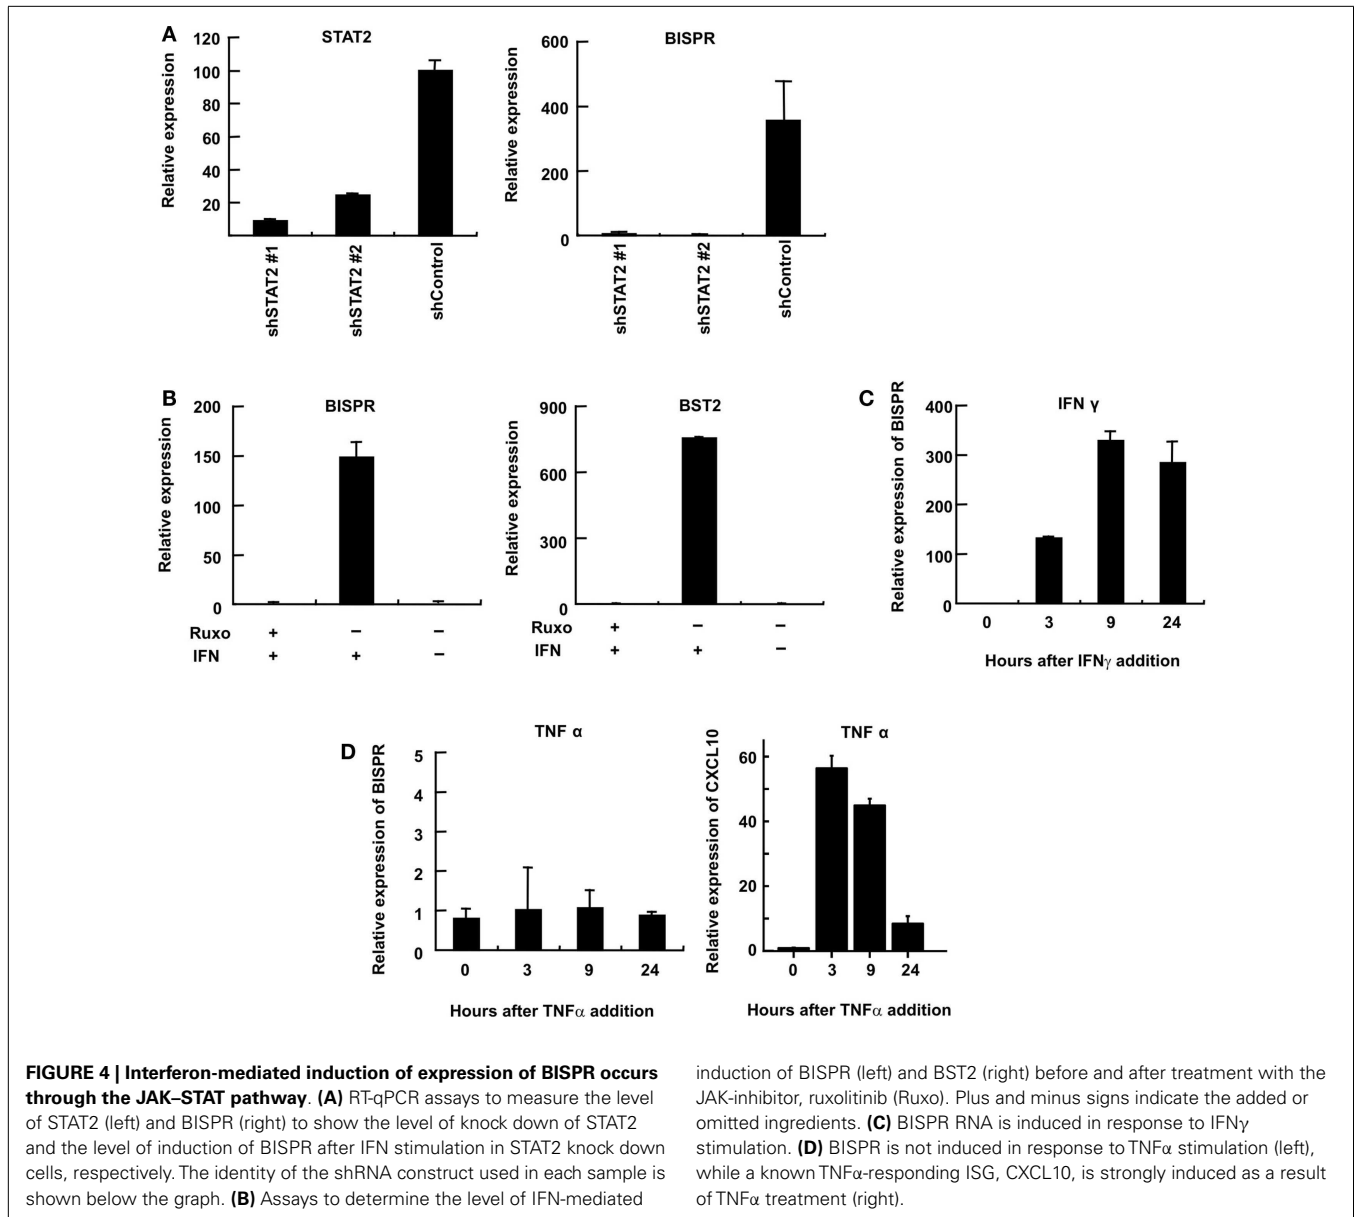 A
STAT2
Relative expression
120
100
80
60
40
20
shSTAT2 #1
shSTAT2 #2
shControl
BISPR
Relative expression
600
400
200
0
shSTAT2 #1
shSTAT2 #2
shControl
B
BISPR
Relative expression
200
150
100
50
0
Ruxo + − −
IFN + + −
BST2
Relative expression
900
600
300
0
Ruxo + − −
IFN + + −
C
IFN γ
Relative expression of BISPR
400
300
200
100
0
0 3 9 24
Hours after IFNγ addition
D
TNF α
Relative expression of BISPR
5
4
3
2
1
0
0 3 9 24
Hours after TNFα addition
TNF α
Relative expression of CXCL10
60
40
20
0
0 3 9 24
Hours after TNFα addition
FIGURE 4 | Interferon-mediated induction of expression of BISPR occurs
through the JAK–STAT pathway. (A) RT-qPCR assays to measure the level
of STAT2 (left) and BISPR (right) to show the level of knock down of STAT2
and the level of induction of BISPR after IFN stimulation in STAT2 knock down
cells, respectively. The identity of the shRNA construct used in each sample is
shown below the graph. (B) Assays to determine the level of IFN-mediated
induction of BISPR (left) and BST2 (right) before and after treatment with the
JAK-inhibitor, ruxolitinib (Ruxo). Plus and minus signs indicate the added or
omitted ingredients. (C) BISPR RNA is induced in response to IFNγ
stimulation. (D) BISPR is not induced in response to TNFα stimulation (left),
while a known TNFα-responding ISG, CXCL10, is strongly induced as a result
of TNFα treatment (right).